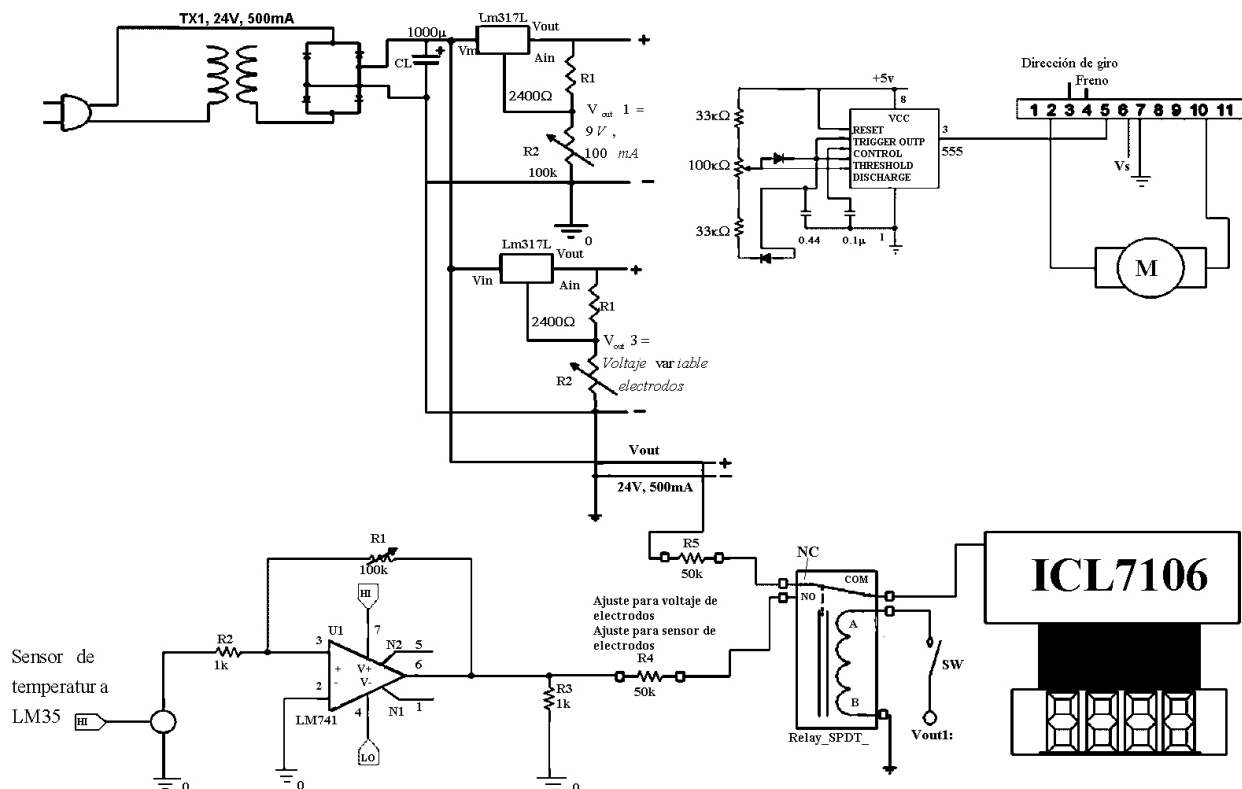 TX1, 24V, 500mA
1000µ
CL
Lm317L
Vm
Vout
Ain
R1
2400Ω
Vout 1 =
9V,
100 mA
R2
100k
0
Lm317L
Vin
Vout
Ain
R1
2400Ω
Vout 3 =
Voltaje variable
electrodos
R2
Vout
24V, 500mA
+5v
8
33κΩ
VCC
RESET
TRIGGER OUTP
CONTROL
THRESHOLD
DISCHARGE
3
555
100κΩ
33κΩ
0.44
0.1µ
1
Dirección de giro
Freno
1 2 3 4 5 6 7 8 9 10 11
Vs
M
R1
100k
HI
U1
7
R2
1k
3
N2
5
V+
6
V-
2
LM741
4
N1
1
LO
Sensor de
temperatura
LM35
HI
0
0
R3
1k
0
Ajuste para voltaje de
electrodos
Ajuste para sensor de
electrodos
R4
50k
R5
50k
NC
COM
NO
A
B
Relay_SPDT_
SW
Vout1:
ICL7106